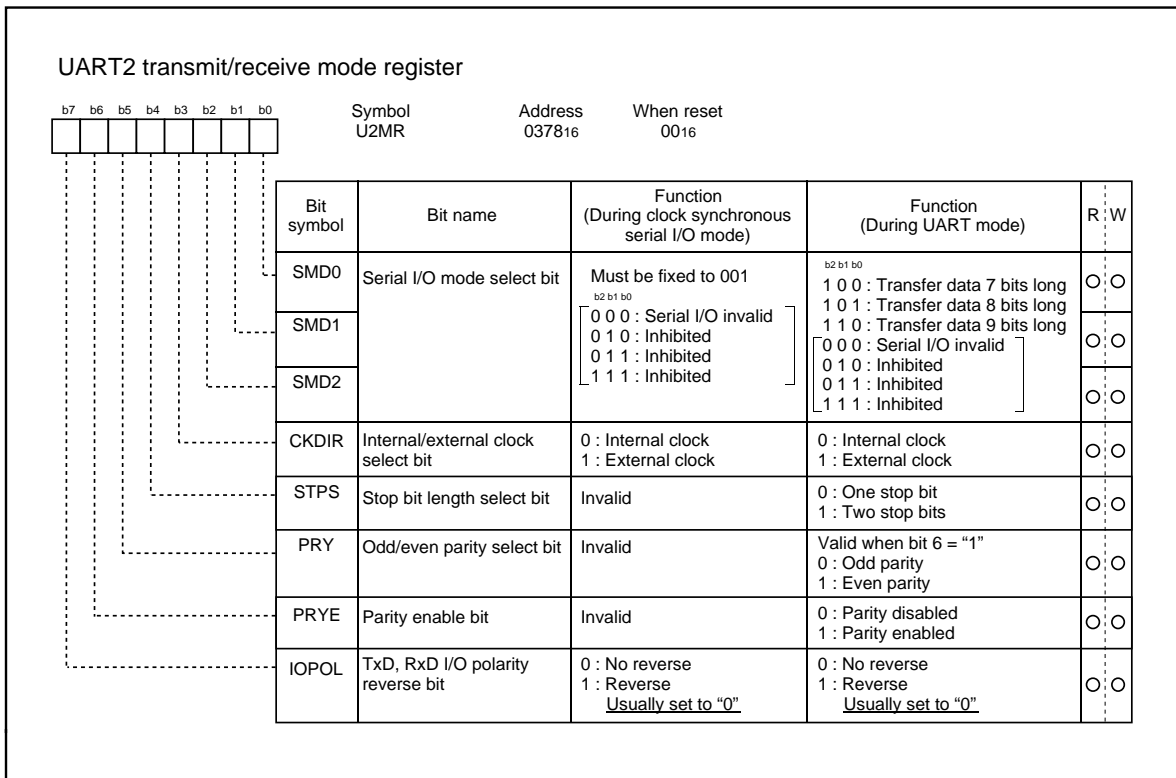 UART2 transmit/receive mode register
b7 b6 b5 b4 b3 b2 b1 b0
Symbol Address When reset
U2MR 037816 0016
Bit symbol
Bit name
Function
(During clock synchronous
serial I/O mode)
Function
(During UART mode)
R W
SMD0
SMD1
SMD2
Serial I/O mode select bit
Must be fixed to 001
b2 b1 b0
0 0 0 : Serial I/O invalid
0 1 0 : Inhibited
0 1 1 : Inhibited
1 1 1 : Inhibited
b2 b1 b0
1 0 0 : Transfer data 7 bits long
1 0 1 : Transfer data 8 bits long
1 1 0 : Transfer data 9 bits long
0 0 0 : Serial I/O invalid
0 1 0 : Inhibited
0 1 1 : Inhibited
1 1 1 : Inhibited
CKDIR
Internal/external clock
select bit
0 : Internal clock
1 : External clock
0 : Internal clock
1 : External clock
STPS
Stop bit length select bit
Invalid
0 : One stop bit
1 : Two stop bits
PRY
Odd/even parity select bit
Invalid
Valid when bit 6 = “1”
0 : Odd parity
1 : Even parity
PRYE
Parity enable bit
Invalid
0 : Parity disabled
1 : Parity enabled
IOPOL
TxD, RxD I/O polarity
reverse bit
0 : No reverse
1 : Reverse
Usually set to “0”
0 : No reverse
1 : Reverse
Usually set to “0”